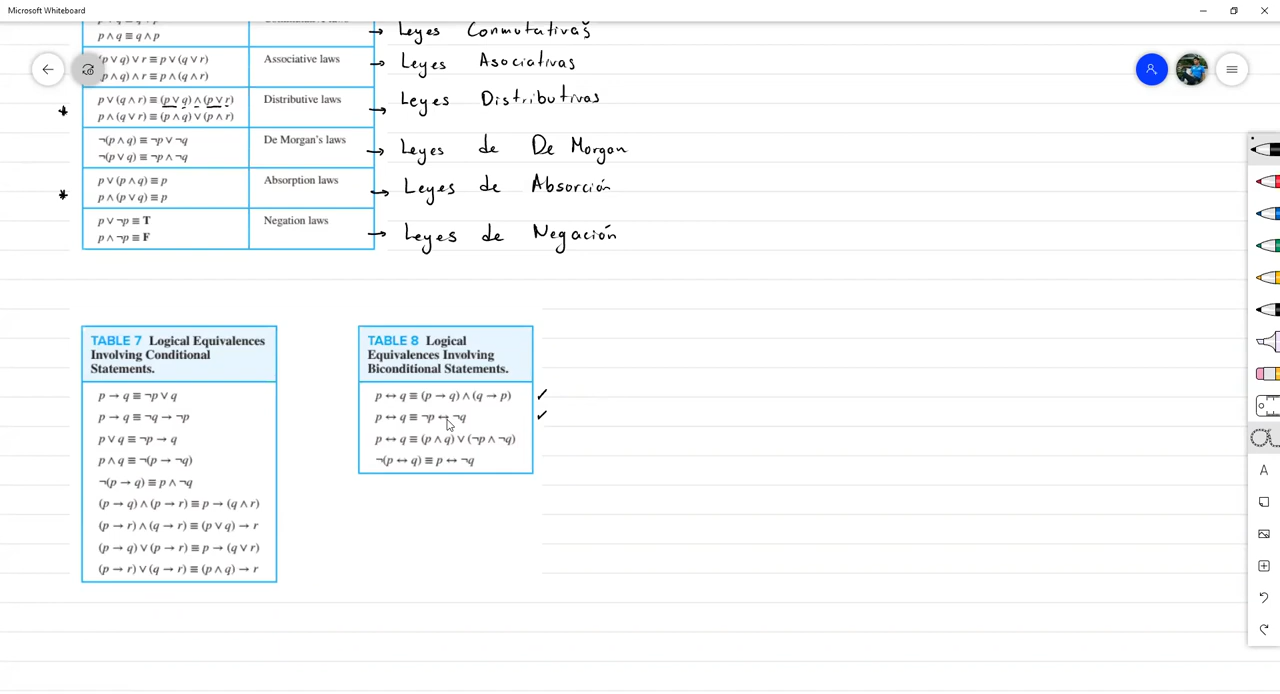 Microsoft Whiteboard
p ∧ q ≡ q ∧ p
Leyes Conmutativas
(p ∨ q) ∨ r ≡ p ∨ (q ∨ r)
(p ∧ q) ∧ r ≡ p ∧ (q ∧ r)
Associative laws
Leyes Asociativas
p ∨ (q ∧ r) ≡ (p ∨ q) ∧ (p ∨ r)
p ∧ (q ∨ r) ≡ (p ∧ q) ∨ (p ∧ r)
Distributive laws
Leyes Distributivas
¬(p ∧ q) ≡ ¬p ∨ ¬q
¬(p ∨ q) ≡ ¬p ∧ ¬q
De Morgan's laws
Leyes de De Morgan
p ∨ (p ∧ q) ≡ p
p ∧ (p ∨ q) ≡ p
Absorption laws
Leyes de Absorción
p ∨ ¬p ≡ T
p ∧ ¬p ≡ F
Negation laws
Leyes de Negación
TABLE 7 Logical Equivalences
Involving Conditional
Statements.
p → q ≡ ¬p ∨ q
p → q ≡ ¬q → ¬p
p ∨ q ≡ ¬p → q
p ∧ q ≡ ¬(p → ¬q)
¬(p → q) ≡ p ∧ ¬q
(p → q) ∧ (p → r) ≡ p → (q ∧ r)
(p → r) ∧ (q → r) ≡ (p ∨ q) → r
(p → q) ∨ (p → r) ≡ p → (q ∨ r)
(p → r) ∨ (q → r) ≡ (p ∧ q) → r
TABLE 8 Logical
Equivalences Involving
Biconditional Statements.
p ↔ q ≡ (p → q) ∧ (q → p)
p ↔ q ≡ ¬p ↔ ¬q
p ↔ q ≡ (p ∧ q) ∨ (¬p ∧ ¬q)
¬(p ↔ q) ≡ p ↔ ¬q
A